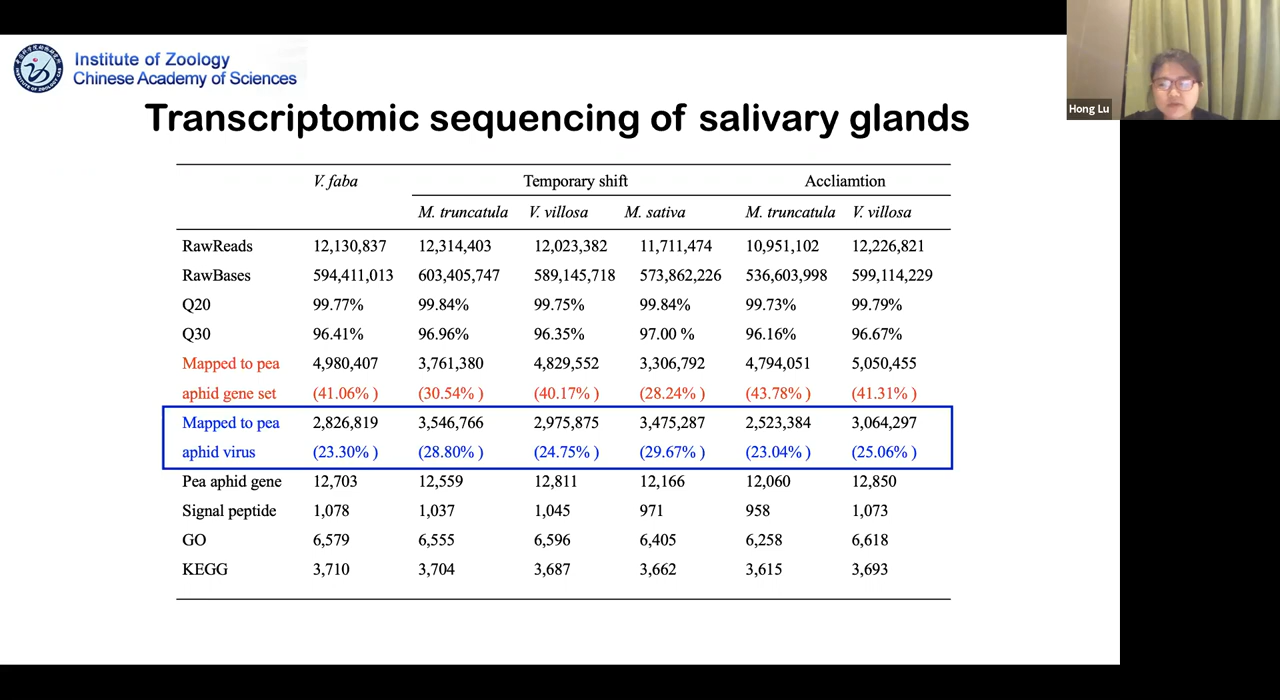 Institute of Zoology
Chinese Academy of Sciences
Hong Lu
Transcriptomic sequencing of salivary glands
V. faba Temporary shift Accliamtion
M. truncatula V. villosa M. sativa M. truncatula V. villosa
RawReads 12,130,837 12,314,403 12,023,382 11,711,474 10,951,102 12,226,821
RawBases 594,411,013 603,405,747 589,145,718 573,862,226 536,603,998 599,114,229
Q20 99.77% 99.84% 99.75% 99.84% 99.73% 99.79%
Q30 96.41% 96.96% 96.35% 97.00 % 96.16% 96.67%
Mapped to pea 4,980,407 3,761,380 4,829,552 3,306,792 4,794,051 5,050,455
aphid gene set (41.06% ) (30.54% ) (40.17% ) (28.24% ) (43.78% ) (41.31% )
Mapped to pea 2,826,819 3,546,766 2,975,875 3,475,287 2,523,384 3,064,297
aphid virus (23.30% ) (28.80% ) (24.75% ) (29.67% ) (23.04% ) (25.06% )
Pea aphid gene 12,703 12,559 12,811 12,166 12,060 12,850
Signal peptide 1,078 1,037 1,045 971 958 1,073
GO 6,579 6,555 6,596 6,405 6,258 6,618
KEGG 3,710 3,704 3,687 3,662 3,615 3,693